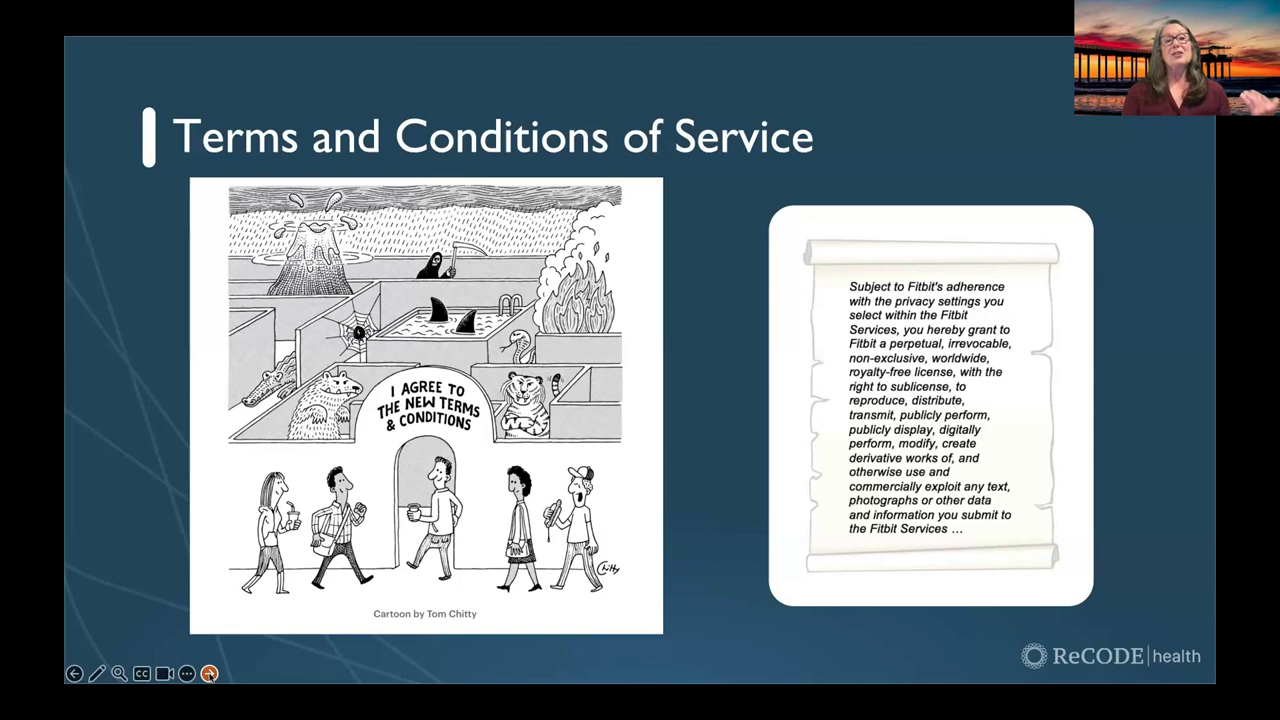 Terms and Conditions of Service
I AGREE TO
THE NEW TERMS
& CONDITIONS
Chitty
Cartoon by Tom Chitty
Subject to Fitbit's adherence
with the privacy settings you
select within the Fitbit
Services, you hereby grant to
Fitbit a perpetual, irrevocable,
non-exclusive, worldwide,
royalty-free license, with the
right to sublicense, to
reproduce, distribute,
transmit, publicly perform,
publicly display, digitally
perform, modify, create
derivative works of, and
otherwise use and
commercially exploit any text,
photographs or other data
and information you submit to
the Fitbit Services …
ReCODE health
CC